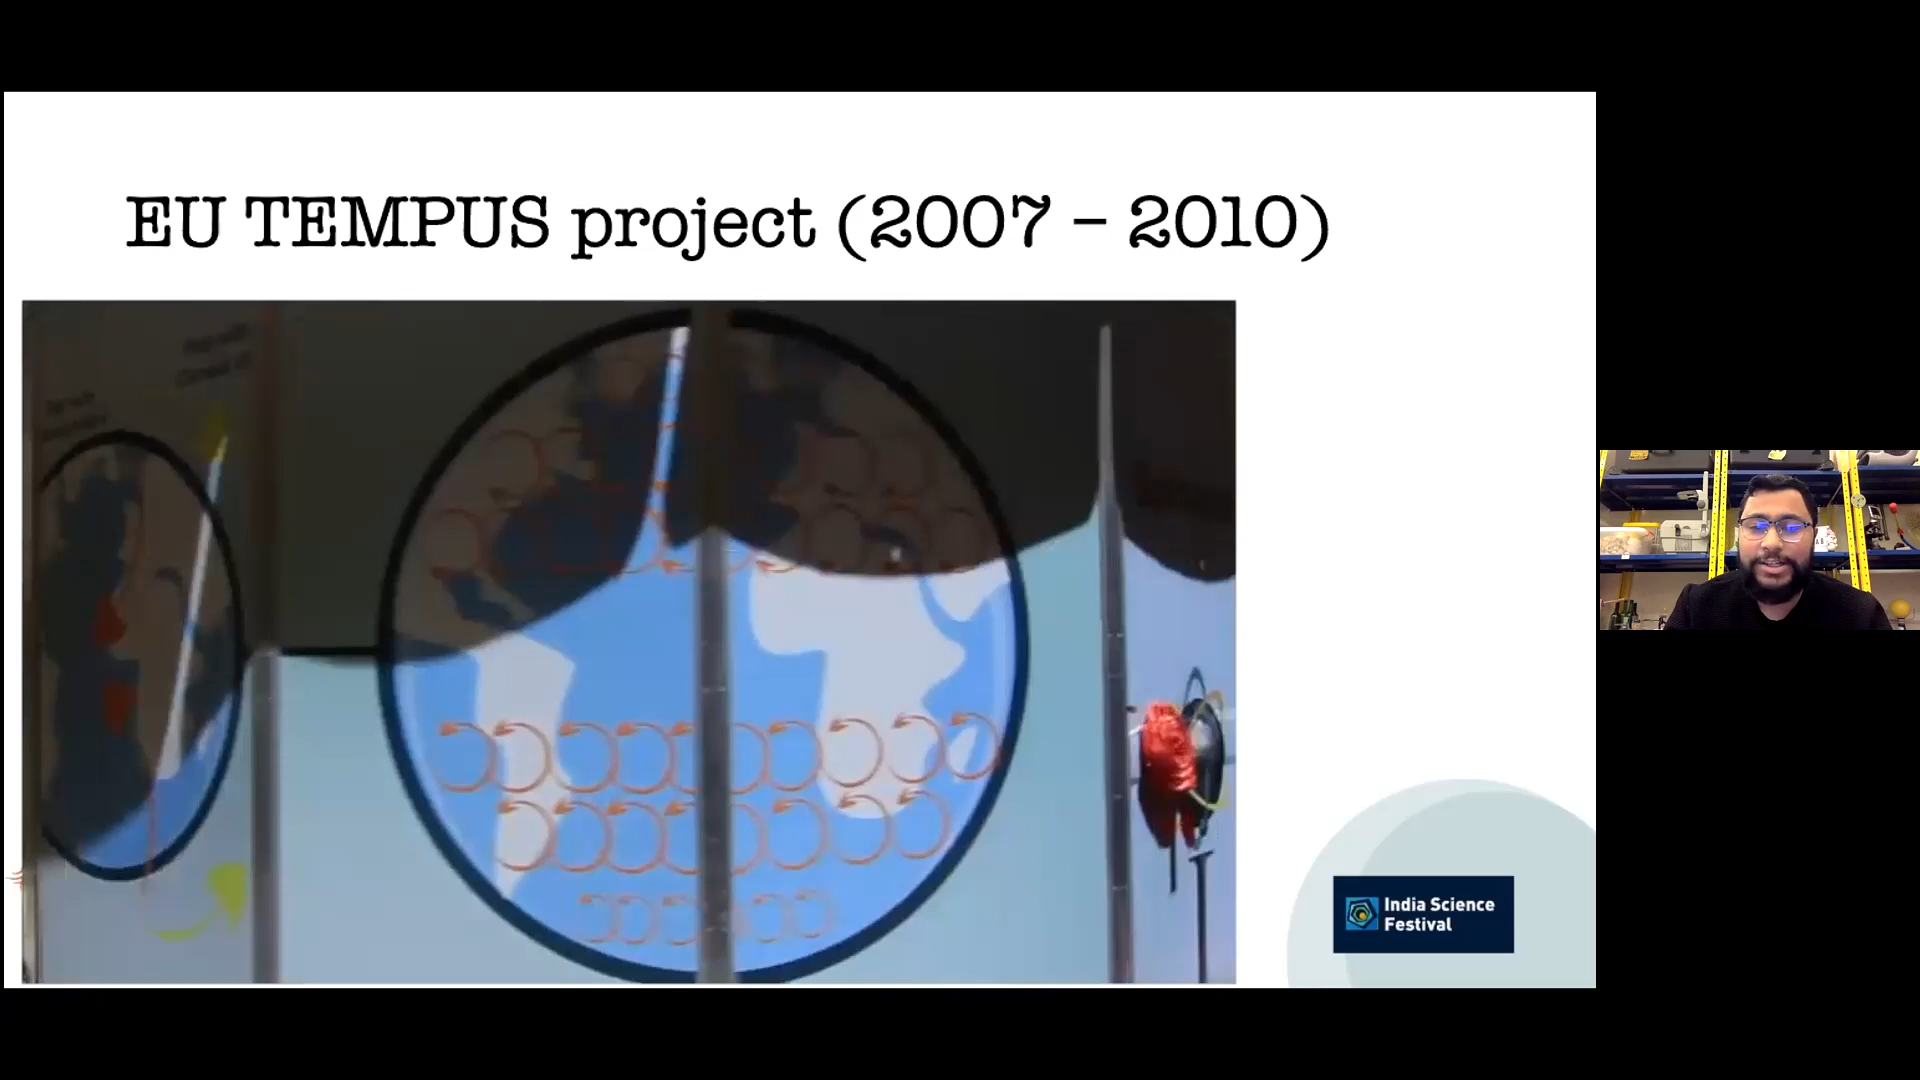 EU TEMPUS project (2007 – 2010)
India Science
Festival